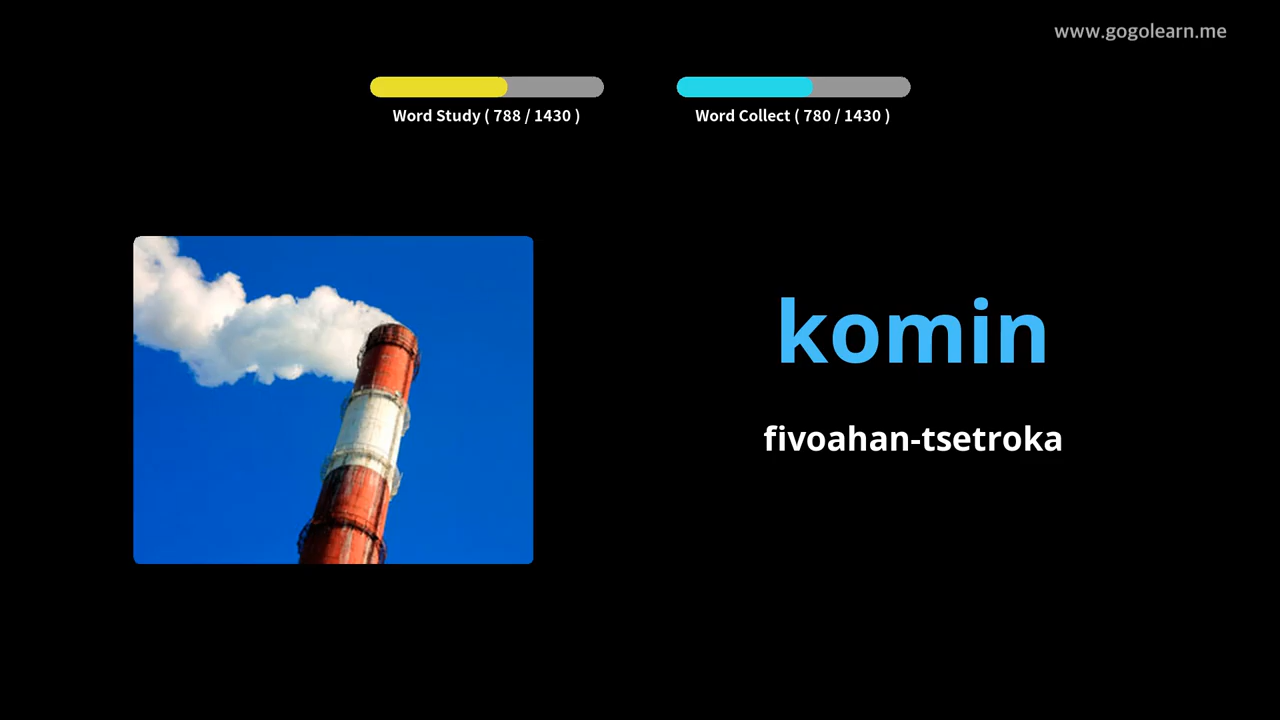 www.gogolearn.me
Word Study ( 788 / 1430 )
Word Collect ( 780 / 1430 )
komin
fivoahan-tsetroka